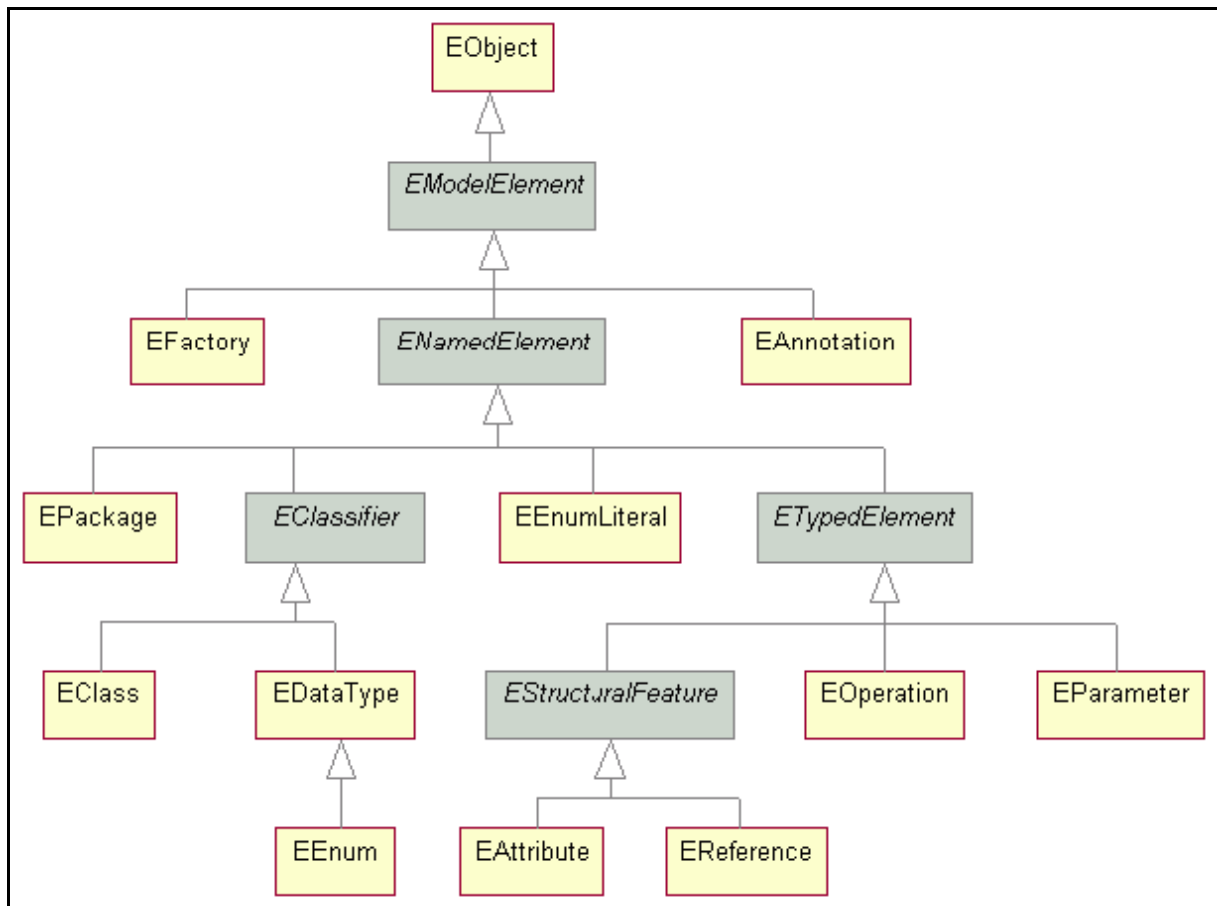 EObject
EModelElement
EFactory
ENamedElement
EAnnotation
EPackage
EClassifier
EEnumLiteral
ETypedElement
EClass
EDataType
EStructuralFeature
EOperation
EParameter
EEnum
EAttribute
EReference